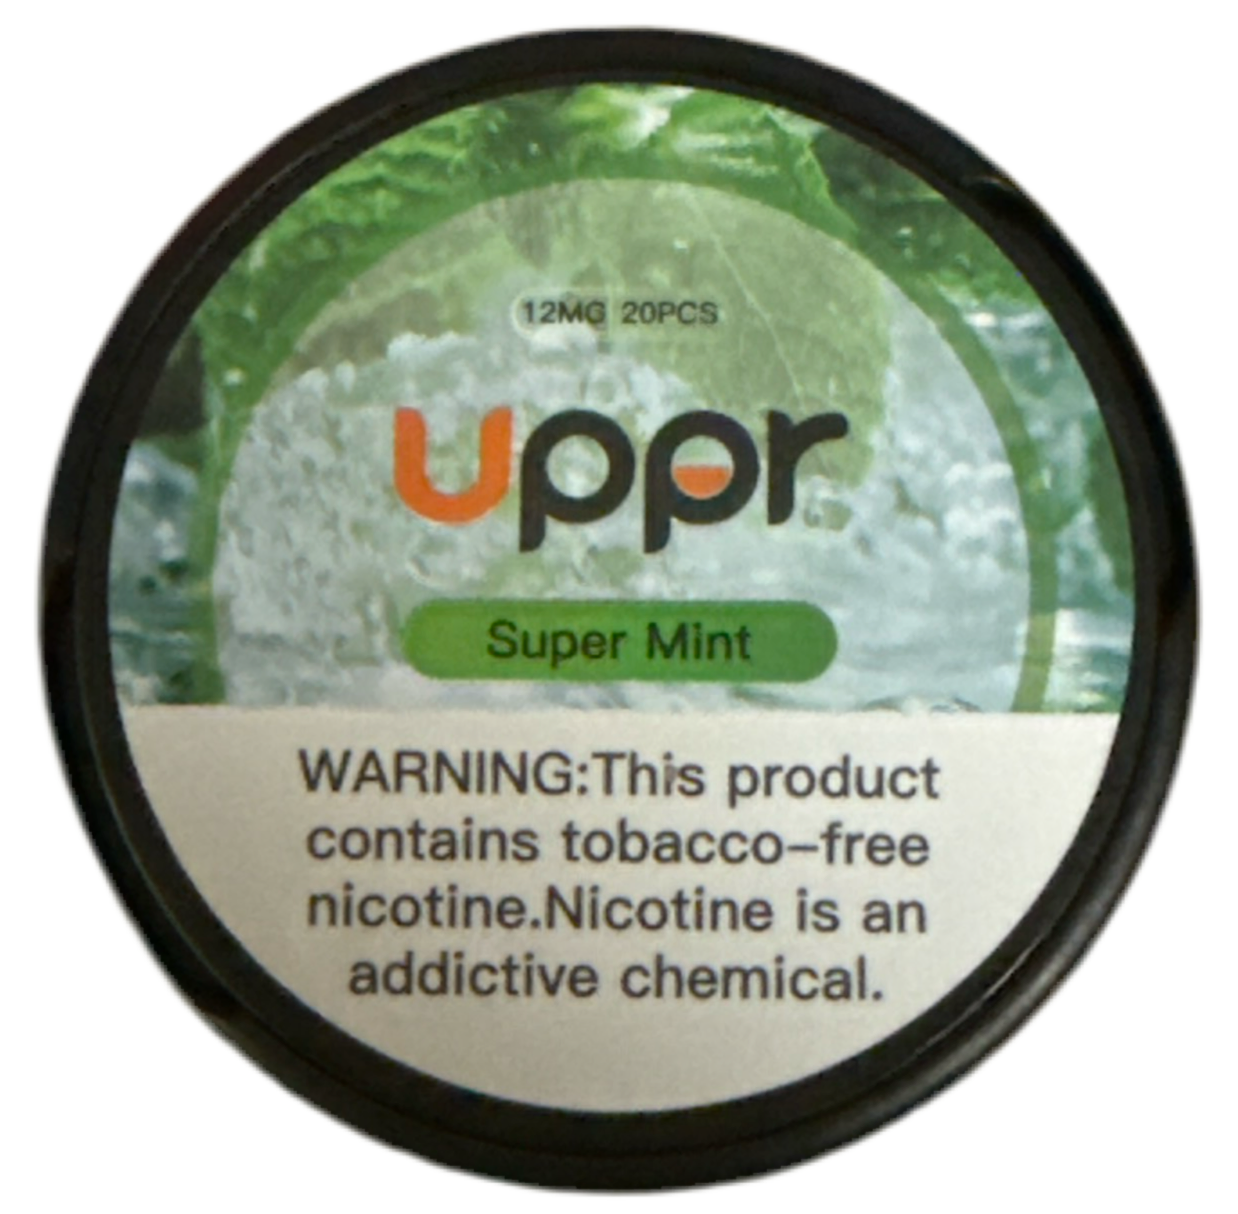 12MG 20PCS
uppr
Super Mint
WARNING:This product
contains tobacco–free
nicotine.Nicotine is an
addictive chemical.